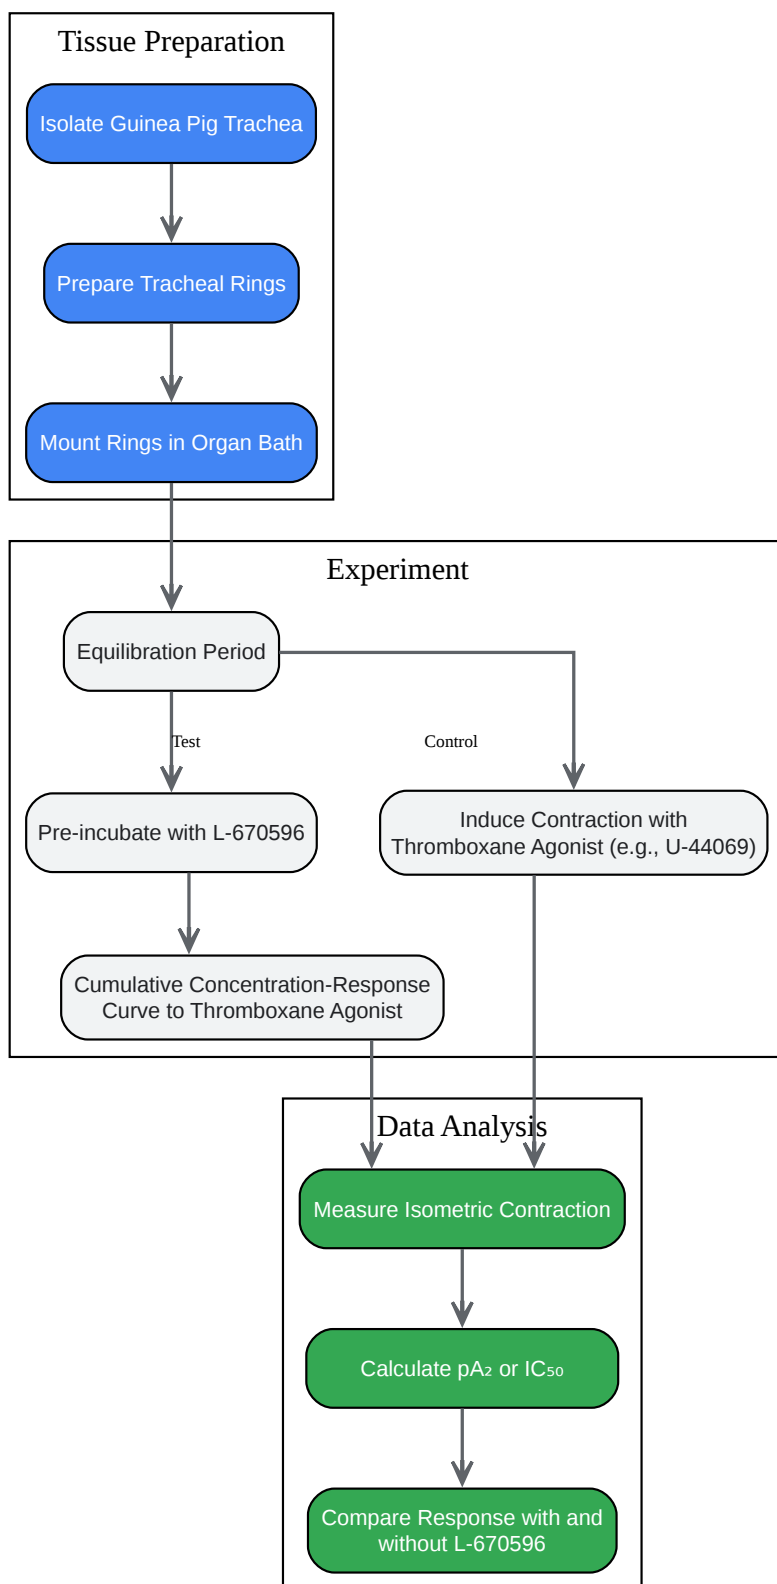 Tissue Preparation
Isolate Guinea Pig Trachea
Prepare Tracheal Rings
Mount Rings in Organ Bath
Experiment
Equilibration Period
Test
Control
Pre-incubate with L-670596
Induce Contraction with
Thromboxane Agonist (e.g., U-44069)
Cumulative Concentration-Response
Curve to Thromboxane Agonist
Data Analysis
Measure Isometric Contraction
Calculate pA₂ or IC₅₀
Compare Response with and
without L-670596